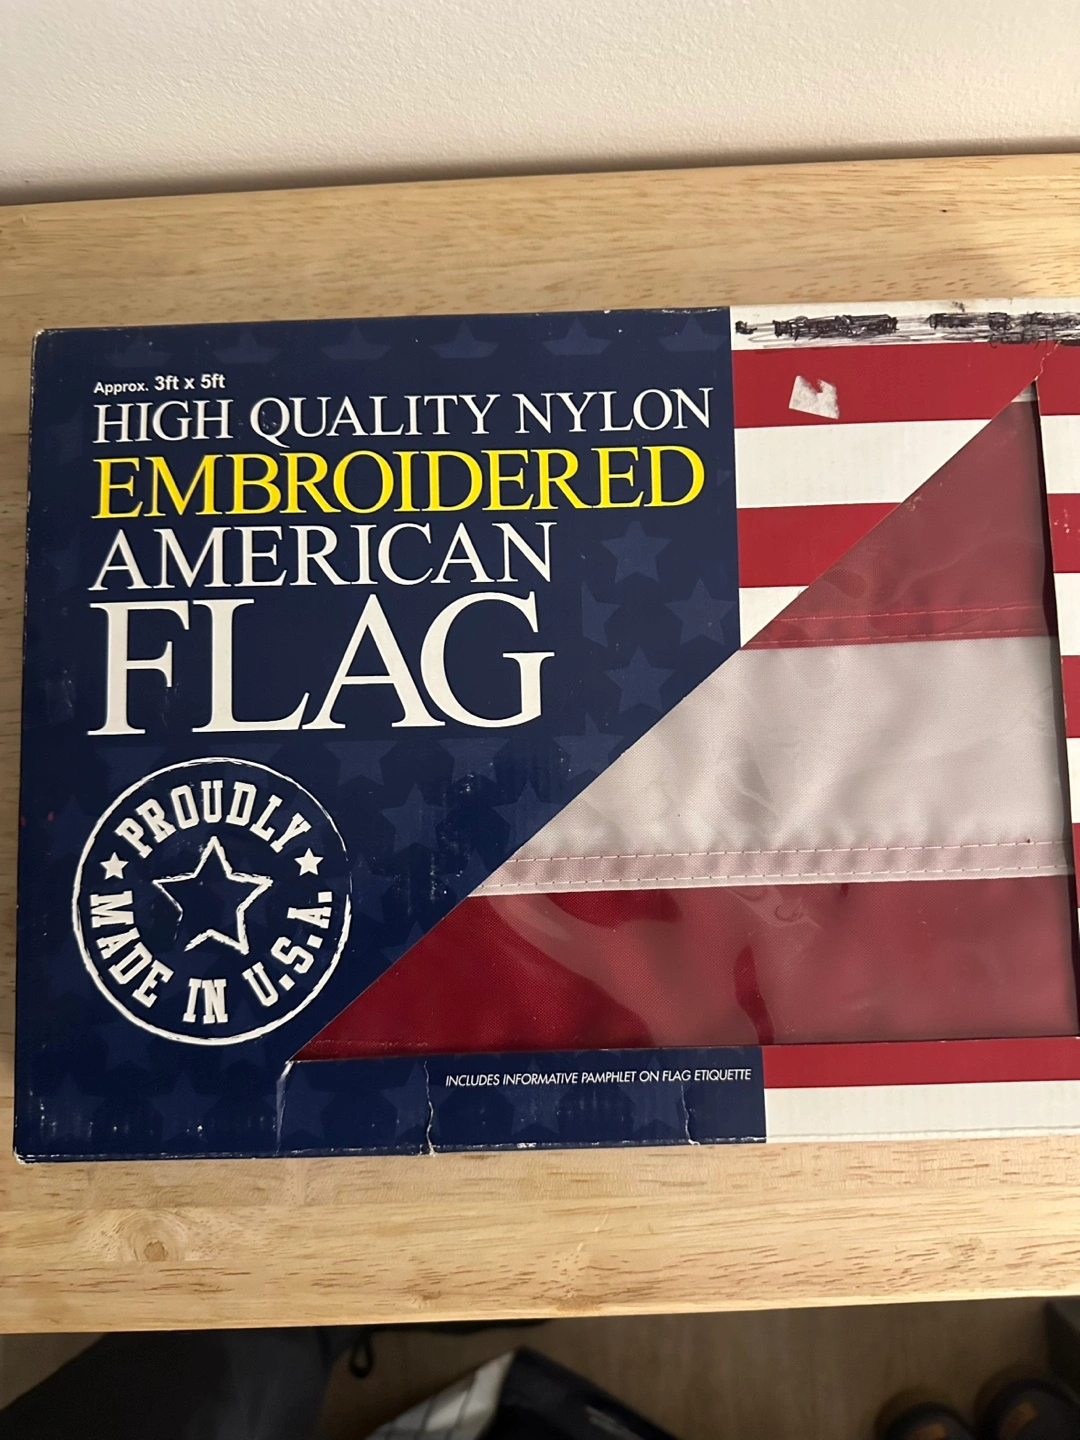 Approx. 3ft x 5ft
HIGH QUALITY NYLON
EMBROIDERED
AMERICAN
FLAG
PROUDLY
MADE IN U.S.A.
INCLUDES INFORMATIVE PAMPHLET ON FLAG ETIQUETTE